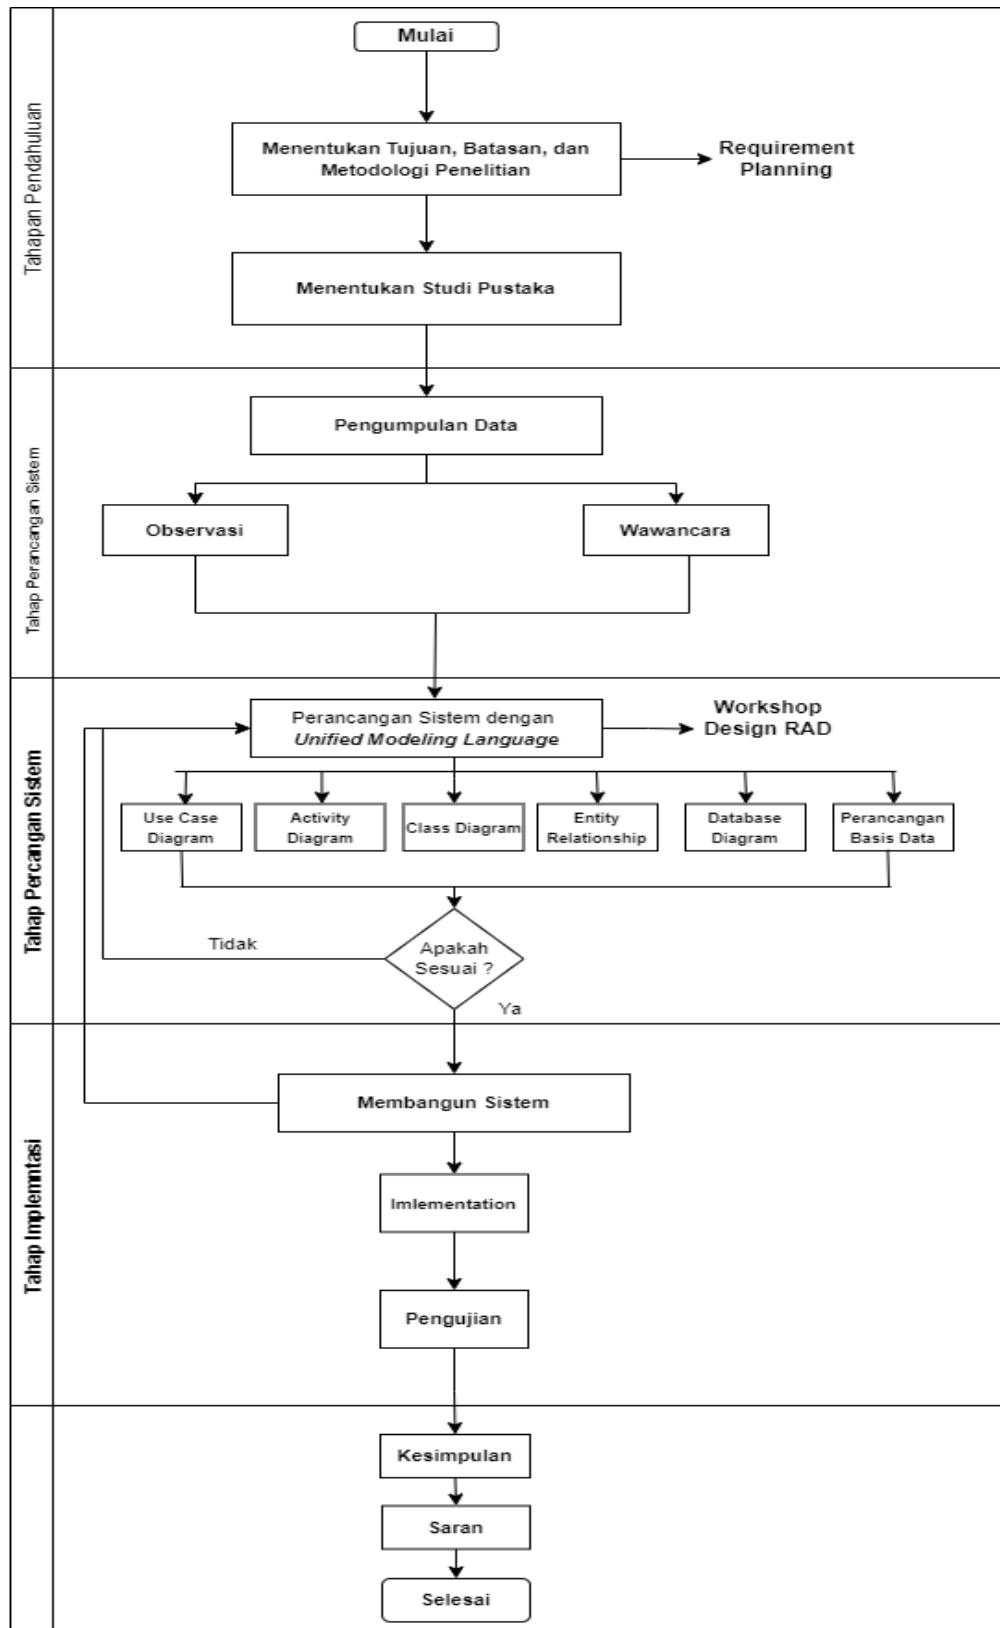 Mulai
Tahapan Pendahuluan
Menentukan Tujuan, Batasan, dan
Metodologi Penelitian
Requirement
Planning
Menentukan Studi Pustaka
Tahap Perancangan Sistem
Pengumpulan Data
Observasi
Wawancara
Tahap Percangan Sistem
Perancangan Sistem dengan
Unified Modeling Language
Workshop
Design RAD
Use Case
Diagram
Activity
Diagram
Class Diagram
Entity
Relationship
Database
Diagram
Perancangan
Basis Data
Tidak
Apakah
Sesuai ?
Ya
Tahap Implemntasi
Membangun Sistem
Imlementation
Pengujian
Kesimpulan
Saran
Selesai